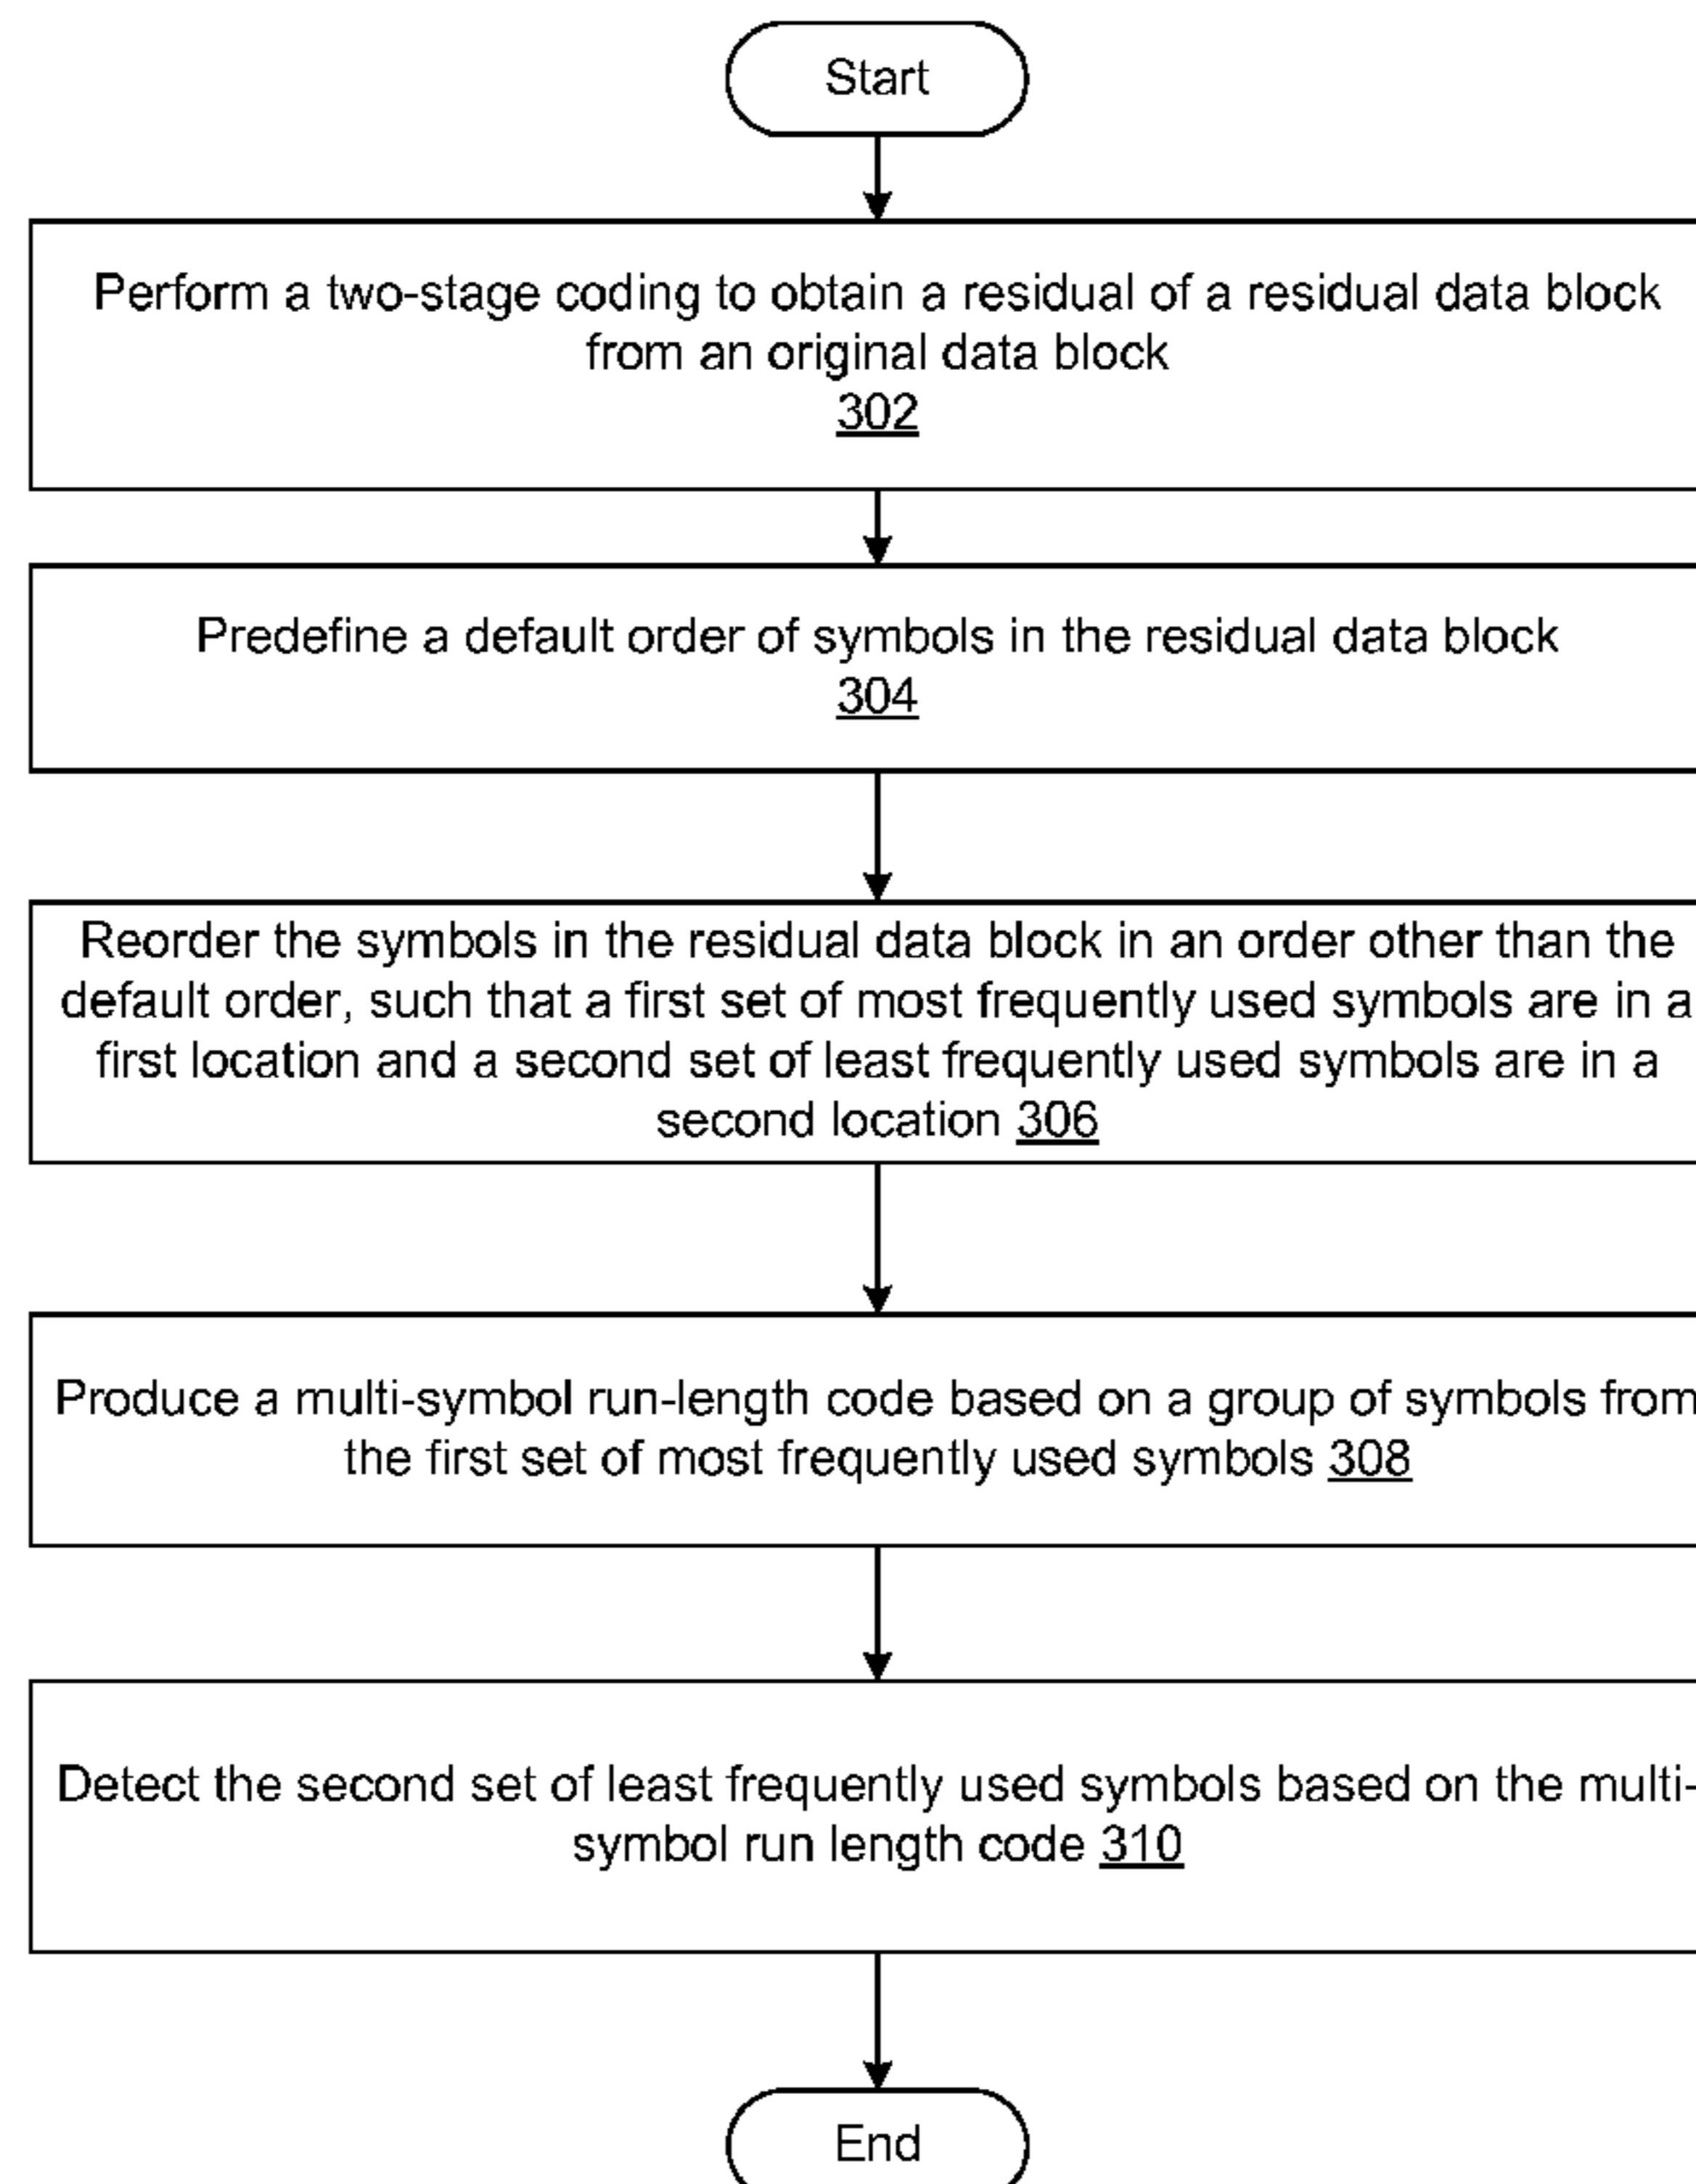 Start
Perform a two-stage coding to obtain a residual of a residual data block
from an original data block
302
Predefine a default order of symbols in the residual data block
304
Reorder the symbols in the residual data block in an order other than the
default order, such that a first set of most frequently used symbols are in a
first location and a second set of least frequently used symbols are in a
second location 306
Produce a multi-symbol run-length code based on a group of symbols from
the first set of most frequently used symbols 308
Detect the second set of least frequently used symbols based on the multi-
symbol run length code 310
End